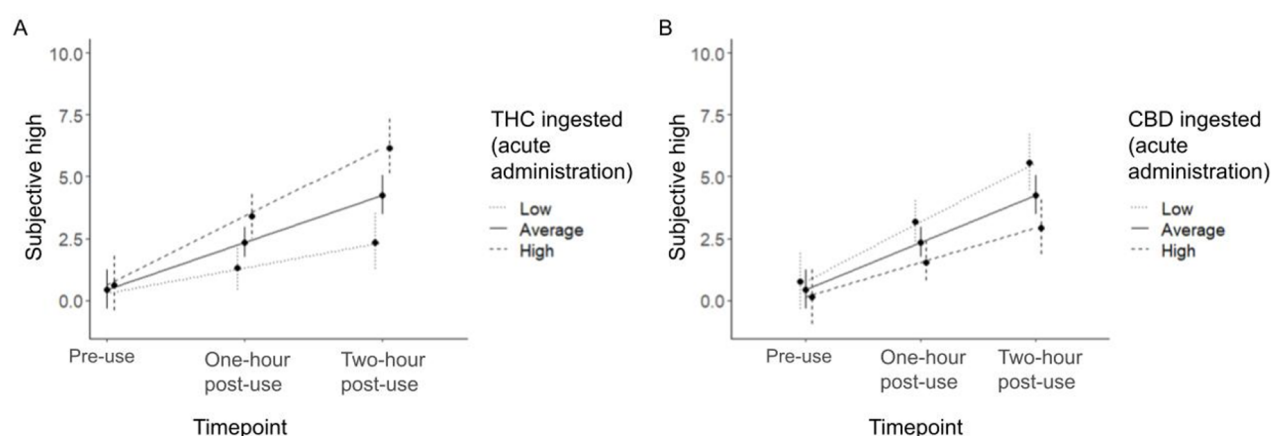 A
10.0
7.5
5.0
2.5
0.0
Subjective high
Pre-use
One-hour
post-use
Two-hour
post-use
Timepoint
THC ingested
(acute
administration)
Low
Average
High
B
10.0
7.5
5.0
2.5
0.0
Subjective high
Pre-use
One-hour
post-use
Two-hour
post-use
Timepoint
CBD ingested
(acute
administration)
Low
Average
High